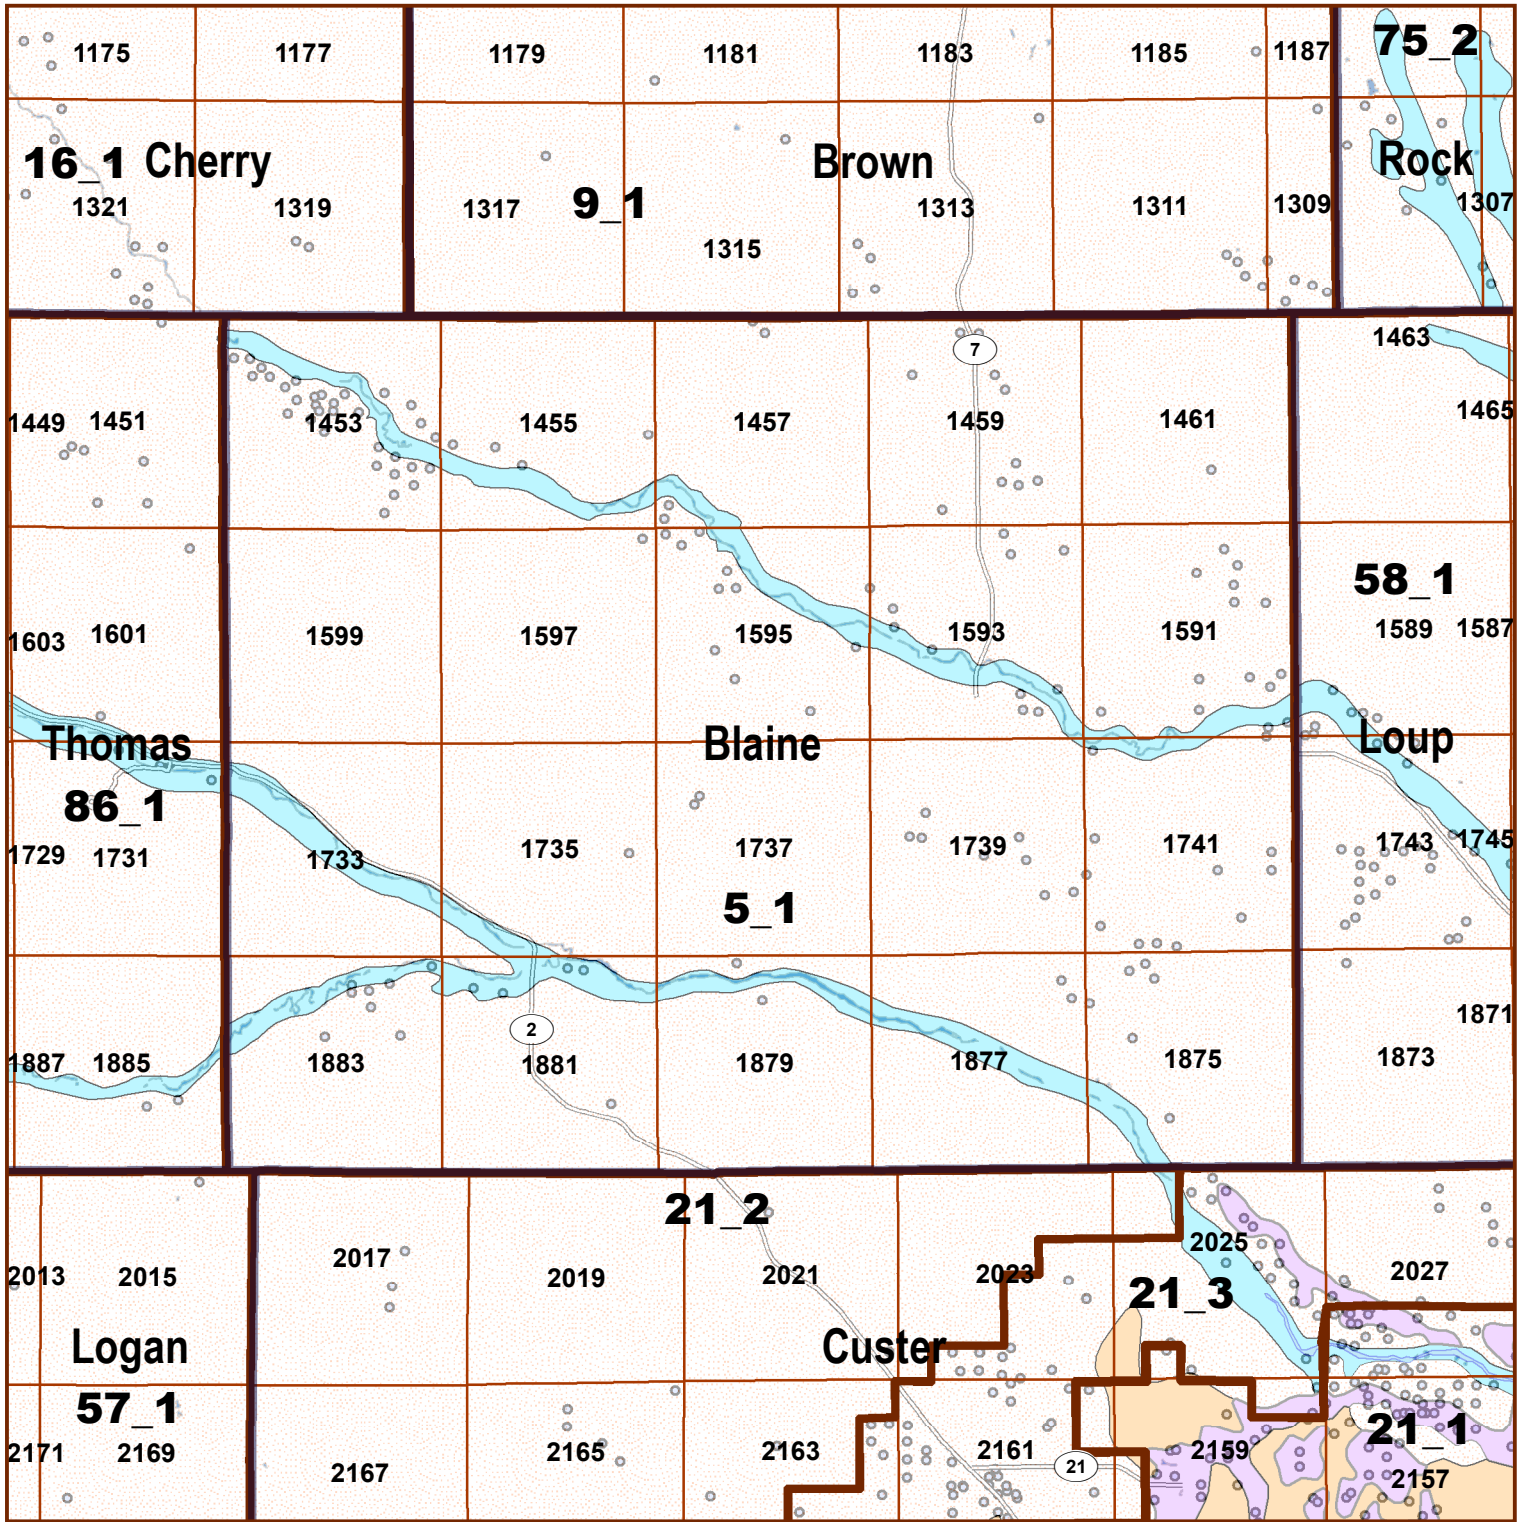 1175 1177 1179 1181 1183 1185 1187 75_2
16_1 Cherry Brown Rock
1321 1319 1317 9_1 1313 1311 1309 1307
1315
7
1463
1449 1451 1453 1455 1457 1459 1461 1465
58_1
1603 1601 1599 1597 1595 1593 1591 1589 1587
Thomas Blaine Loup
86_1
1729 1731 1733 1735 1737 1739 1741 1743 1745
5_1
1871
2
1887 1885 1883 1881 1879 1877 1875 1873
21_2
2025
2013 2015 2017 2019 2021 2023 2027
21_3
Logan Custer
57_1
21_1
2171 2169 2167 2165 2163 2161 2159
21
2157